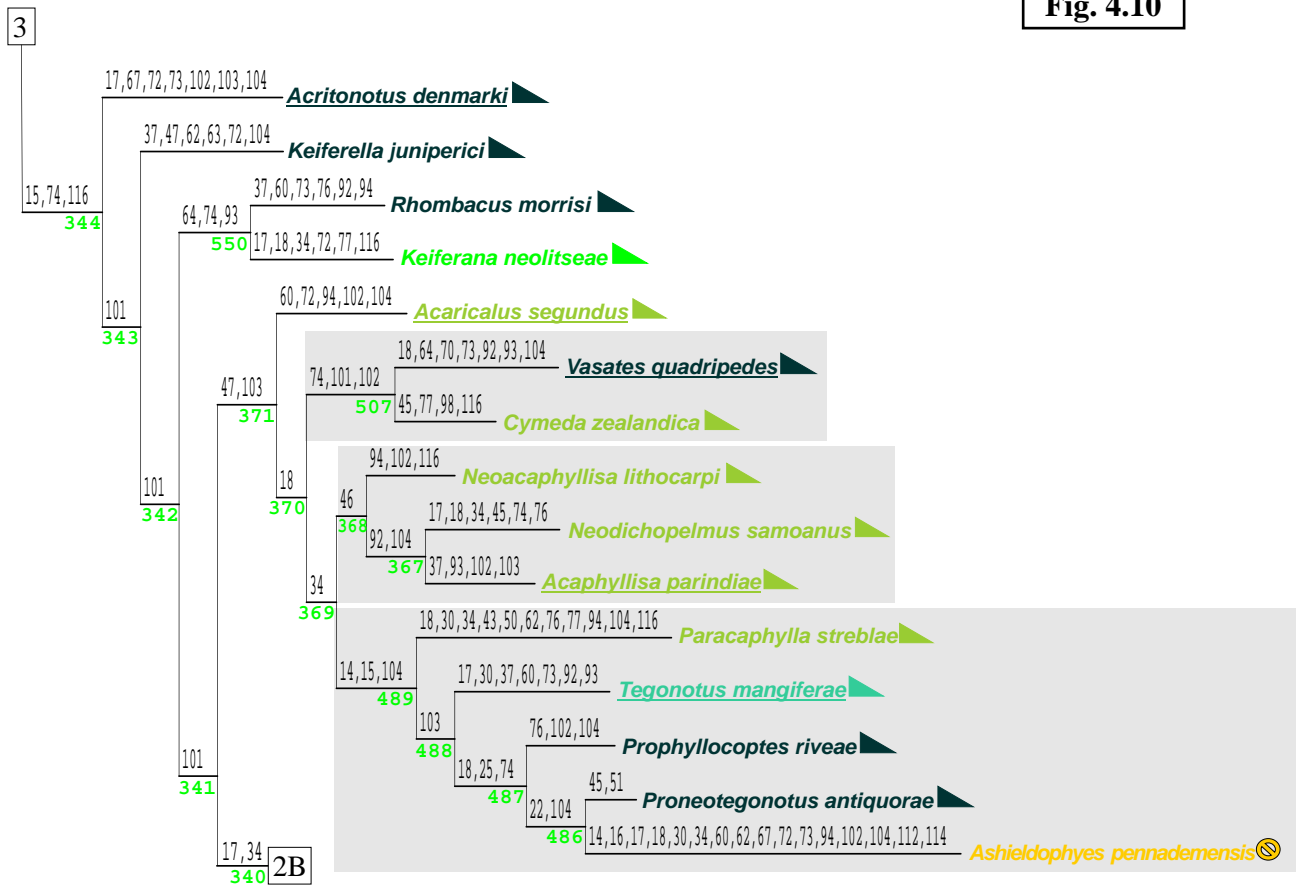 Fig. 4.10
3
17,67,72,73,102,103,104
Acritonotus denmarki
37,47,62,63,72,104
Keiferella juniperici
15,74,116
344
37,60,73,76,92,94
Rhombacus morrisi
64,74,93
550
17,18,34,72,77,116
Keiferana neolitseae
60,72,94,102,104
Acaricalus segundus
101
343
18,64,70,73,92,93,104
Vasates quadripedes
74,101,102
507
47,103
371
45,77,98,116
Cymeda zealandica
94,102,116
Neoacaphyllisa lithocarpi
18
370
46
368
101
342
17,18,34,45,74,76
Neodichopelmus samoanus
92,104
367
37,93,102,103
Acaphyllisa parindiae
34
369
18,30,34,43,50,62,76,77,94,104,116
Paracaphylla streblae
14,15,104
489
17,30,37,60,73,92,93
Tegonotus mangiferae
103
488
76,102,104
Prophyllocoptes riveae
101
341
18,25,74
487
45,51
Proneotegonotus antiquorae
22,104
486
14,16,17,18,30,34,60,62,67,72,73,94,102,104,112,114
Ashieldophyes pennademensis
17,34
340
2B